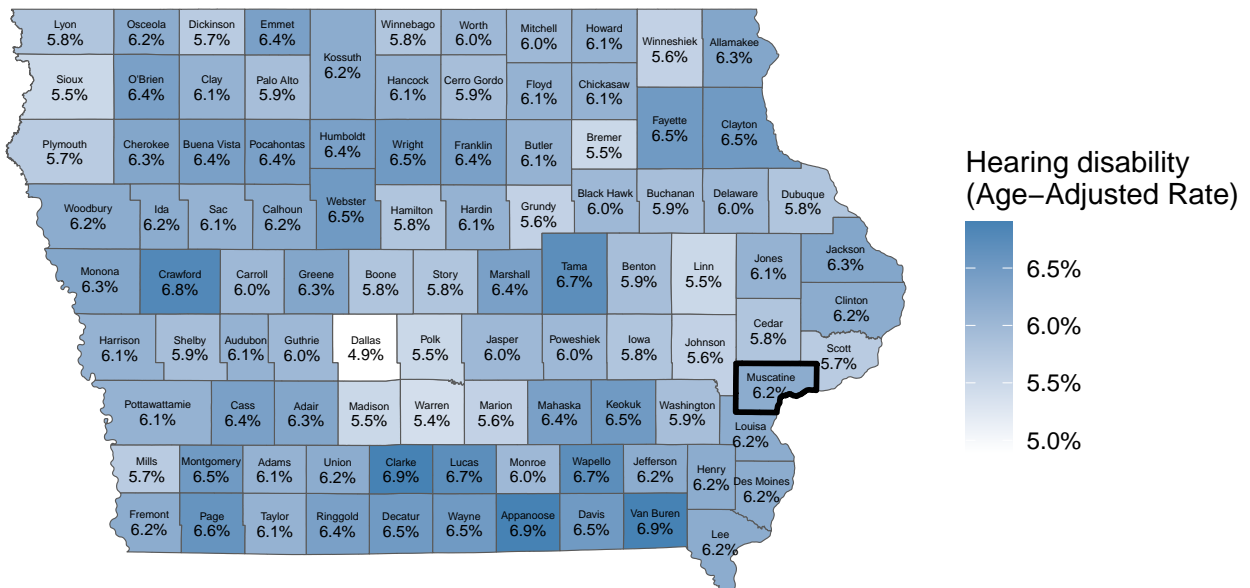 Lyon
5.8%
Osceola
6.2%
Dickinson
5.7%
Emmet
6.4%
Kossuth
6.2%
Winnebago
5.8%
Worth
6.0%
Mitchell
6.0%
Howard
6.1%
Winneshiek
5.6%
Allamakee
6.3%
Sioux
5.5%
O'Brien
6.4%
Clay
6.1%
Palo Alto
5.9%
Hancock
6.1%
Cerro Gordo
5.9%
Floyd
6.1%
Chickasaw
6.1%
Fayette
6.5%
Clayton
6.5%
Plymouth
5.7%
Cherokee
6.3%
Buena Vista
6.4%
Pocahontas
6.4%
Humboldt
6.4%
Wright
6.5%
Franklin
6.4%
Butler
6.1%
Bremer
5.5%
Woodbury
6.2%
Ida
6.2%
Sac
6.1%
Calhoun
6.2%
Webster
6.5%
Hamilton
5.8%
Hardin
6.1%
Grundy
5.6%
Black Hawk
6.0%
Buchanan
5.9%
Delaware
6.0%
Dubuque
5.8%
Monona
6.3%
Crawford
6.8%
Carroll
6.0%
Greene
6.3%
Boone
5.8%
Story
5.8%
Marshall
6.4%
Tama
6.7%
Benton
5.9%
Linn
5.5%
Jones
6.1%
Jackson
6.3%
Clinton
6.2%
Harrison
6.1%
Shelby
5.9%
Audubon
6.1%
Guthrie
6.0%
Dallas
4.9%
Polk
5.5%
Jasper
6.0%
Poweshiek
6.0%
Iowa
5.8%
Johnson
5.6%
Cedar
5.8%
Scott
5.7%
Muscatine
6.2%
Pottawattamie
6.1%
Cass
6.4%
Adair
6.3%
Madison
5.5%
Warren
5.4%
Marion
5.6%
Mahaska
6.4%
Keokuk
6.5%
Washington
5.9%
Louisa
6.2%
Mills
5.7%
Montgomery
6.5%
Adams
6.1%
Union
6.2%
Clarke
6.9%
Lucas
6.7%
Monroe
6.0%
Wapello
6.7%
Jefferson
6.2%
Henry
6.2%
Des Moines
6.2%
Fremont
6.2%
Page
6.6%
Taylor
6.1%
Ringgold
6.4%
Decatur
6.5%
Wayne
6.5%
Appanoose
6.9%
Davis
6.5%
Van Buren
6.9%
Lee
6.2%
Hearing disability
(Age−Adjusted Rate)
6.5%
6.0%
5.5%
5.0%